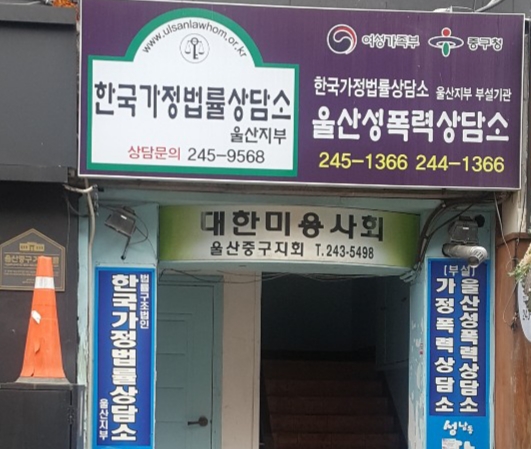 www.ulsanlawhom.or.kr
한국가정법률상담소
울산지부
상담문의 245-9568
여성가족부 중구청
한국가정법률상담소 울산지부 부설기관
울산성폭력상담소
245-1366 244-1366
대한미용사회
울산중구지회 T.243-5498
법률구조법인
한국가정법률상담소
울산지부
[부설]
울산성폭력상담소
가정폭력상담소
성남동